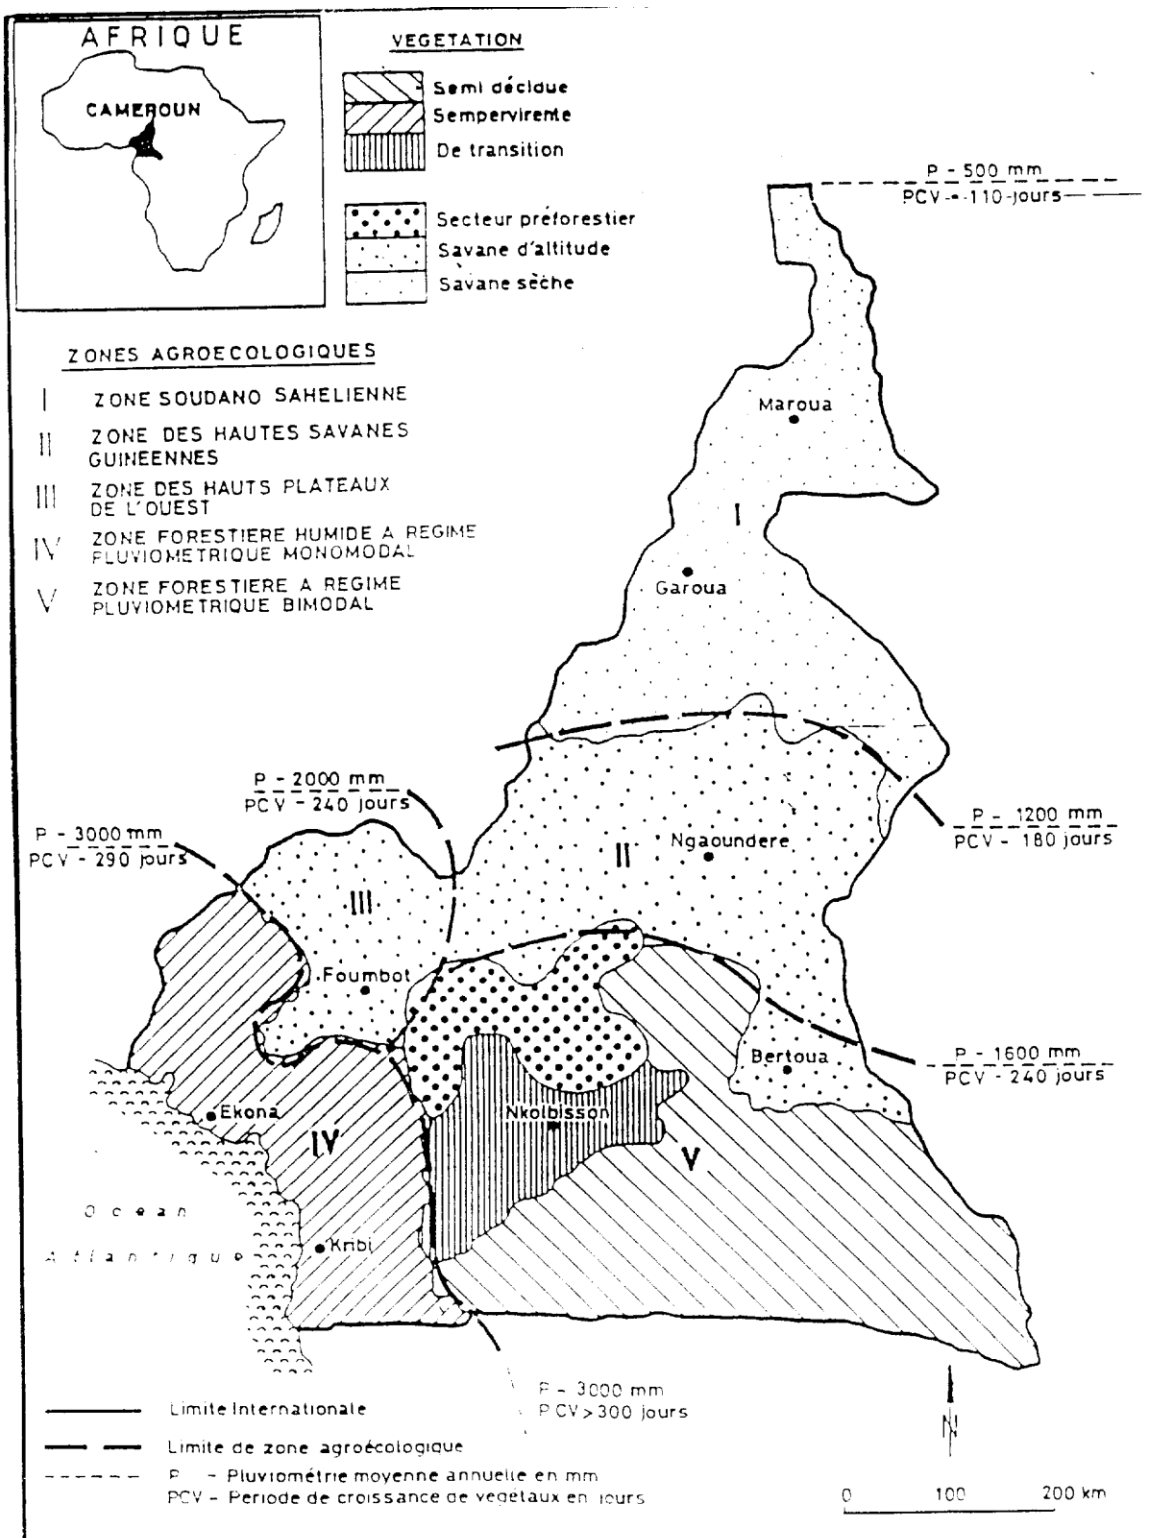 AFRIQUE
CAMEROUN
VEGETATION
Semi décidue
Sempervirente
De transition
Secteur préforestier
Savane d'altitude
Savane sèche
ZONES AGROECOLOGIQUES
I ZONE SOUDANO SAHELIENNE
II ZONE DES HAUTES SAVANES
GUINEENNES
III ZONE DES HAUTS PLATEAUX
DE L'OUEST
IV ZONE FORESTIERE HUMIDE A REGIME
PLUVIOMETRIQUE MONOMODAL
V ZONE FORESTIERE A REGIME
PLUVIOMETRIQUE BIMODAL
P - 500 mm
PCV - 110 jours
Maroua
I
Garoua
P - 2000 mm
PCV - 240 jours
P - 3000 mm
PCV - 290 jours
P - 1200 mm
PCV - 180 jours
Ngaoundere
II
III
Foumbot
Bertoua
P - 1600 mm
PCV - 240 jours
Ekona
Nkolbisson
IV
V
Océan
Atlantique
Kribi
P - 3000 mm
PCV > 300 jours
N
Limite Internationale
Limite de zone agroécologique
P - Pluviométrie moyenne annuelle en mm
PCV - Periode de croissance de vegétaux en jours
0 100 200 km